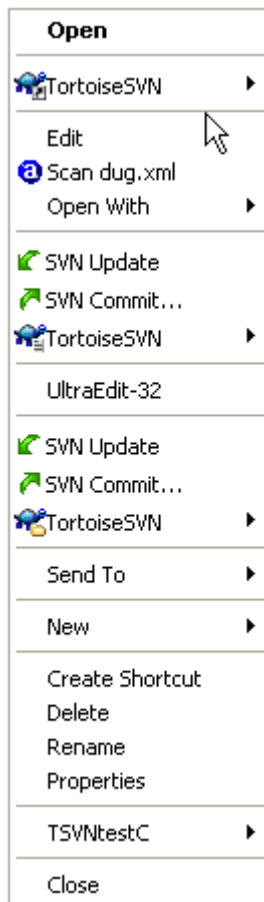 Open
TortoiseSVN
Edit
Scan dug.xml
Open With
SVN Update
SVN Commit...
TortoiseSVN
UltraEdit-32
SVN Update
SVN Commit...
TortoiseSVN
Send To
New
Create Shortcut
Delete
Rename
Properties
TSVNtestC
Close